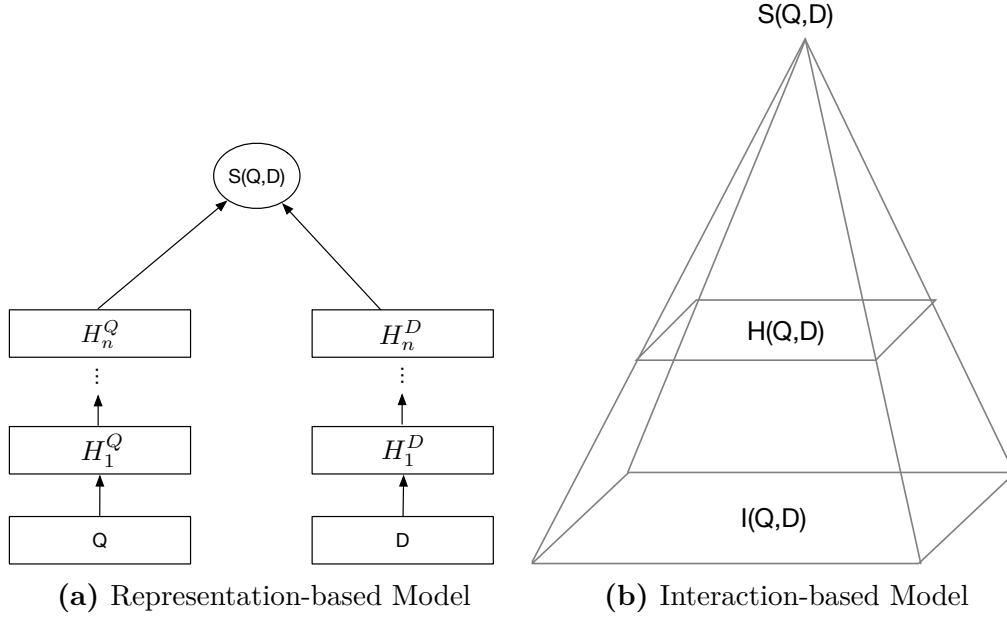 S(Q,D)
H_n^Q
⋮
H_1^Q
Q
H_n^D
⋮
H_1^D
D
(a) Representation-based Model
S(Q,D)
H(Q,D)
I(Q,D)
(b) Interaction-based Model